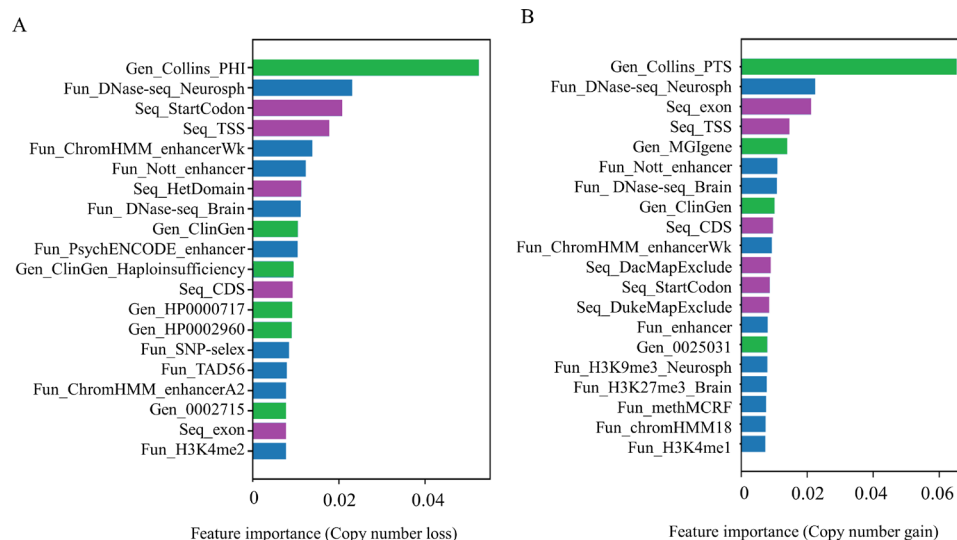 A
Gen_Collins_PHI
Fun_DNase-seq_Neurosph
Seq_StartCodon
Seq_TSS
Fun_ChromHMM_enhancerWk
Fun_Nott_enhancer
Seq_HetDomain
Fun_ DNase-seq_Brain
Gen_ClinGen
Fun_PsychENCODE_enhancer
Gen_ClinGen_Haploinsufficiency
Seq_CDS
Gen_HP0000717
Gen_HP0002960
Fun_SNP-selex
Fun_TAD56
Fun_ChromHMM_enhancerA2
Gen_0002715
Seq_exon
Fun_H3K4me2
0 0.02 0.04
Feature importance (Copy number loss)
B
Gen_Collins_PTS
Fun_DNase-seq_Neurosph
Seq_exon
Seq_TSS
Gen_MGIgene
Fun_Nott_enhancer
Fun_ DNase-seq_Brain
Gen_ClinGen
Seq_CDS
Fun_ChromHMM_enhancerWk
Seq_DacMapExclude
Seq_StartCodon
Seq_DukeMapExclude
Fun_enhancer
Gen_0025031
Fun_H3K9me3_Neurosph
Fun_H3K27me3_Brain
Fun_methMCRF
Fun_chromHMM18
Fun_H3K4me1
0 0.02 0.04 0.06
Feature importance (Copy number gain)